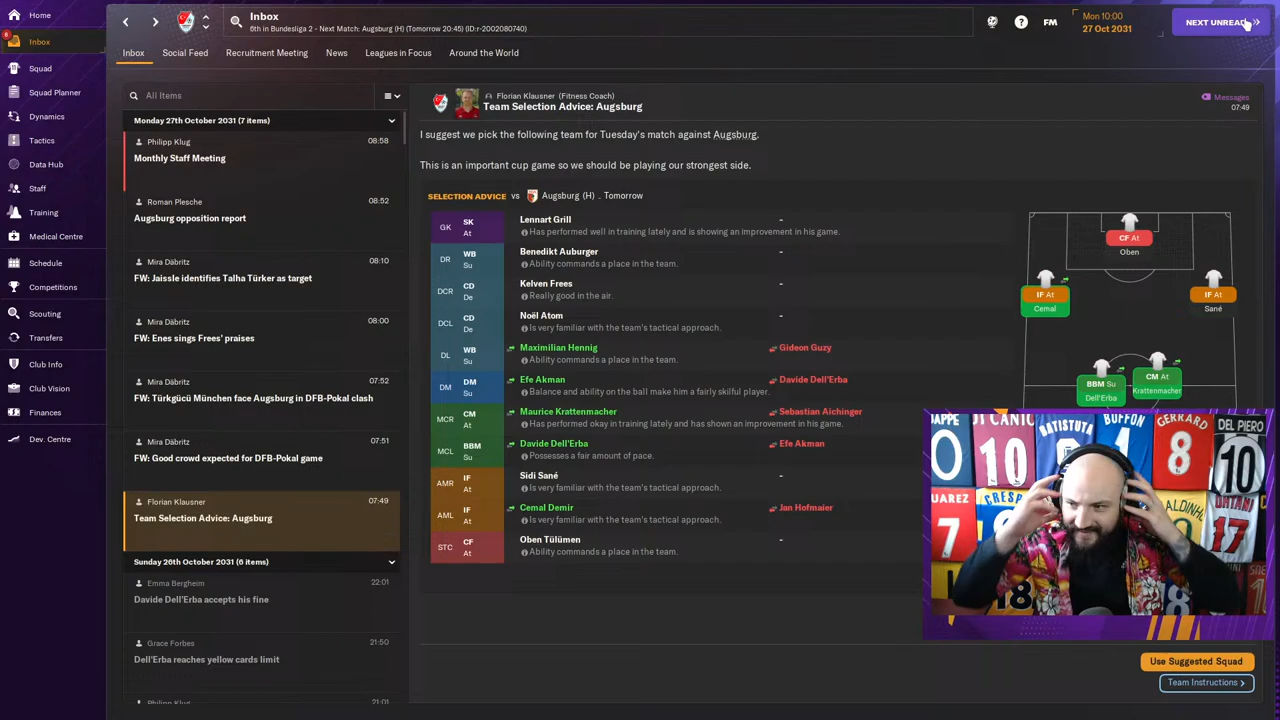 Home
Inbox
6
Squad
Squad Planner
Dynamics
Tactics
Data Hub
Staff
Training
Medical Centre
Schedule
Competitions
Scouting
Transfers
Club Info
Club Vision
Finances
Dev. Centre
Inbox
6th in Bundesliga 2 - Next Match: Augsburg (H) (Tomorrow 20:45) (ID:r-2002080740)
FM
Mon 10:00
27 Oct 2031
NEXT UNREAD
Inbox
Social Feed
Recruitment Meeting
News
Leagues in Focus
Around the World
All Items
Monday 27th October 2031 (7 items)
Philipp Klug
08:58
Monthly Staff Meeting
Roman Plesche
08:52
Augsburg opposition report
Mira Däbritz
08:10
FW: Jaissle identifies Talha Türker as target
Mira Däbritz
08:00
FW: Enes sings Frees' praises
Mira Däbritz
07:52
FW: Türkgücü München face Augsburg in DFB-Pokal clash
Mira Däbritz
07:51
FW: Good crowd expected for DFB-Pokal game
Florian Klausner
07:49
Team Selection Advice: Augsburg
Sunday 26th October 2031 (6 items)
Emma Bergheim
22:01
Davide Dell'Erba accepts his fine
Grace Forbes
21:50
Dell'Erba reaches yellow cards limit
Philipp Klug
21:01
Florian Klausner (Fitness Coach)
Team Selection Advice: Augsburg
Messages
07:49
I suggest we pick the following team for Tuesday's match against Augsburg.
This is an important cup game so we should be playing our strongest side.
SELECTION ADVICE vs Augsburg (H) . Tomorrow
GK SK At Lennart Grill -
Has performed well in training lately and is showing an improvement in his game.
DR WB Su Benedikt Auburger -
Ability commands a place in the team.
DCR CD De Kelven Frees -
Really good in the air.
DCL CD De Noël Atom -
Is very familiar with the team's tactical approach.
DL WB Su Maximilian Hennig Gideon Guzy
Ability commands a place in the team.
DM DM Su Efe Akman Davide Dell'Erba
Balance and ability on the ball make him a fairly skilful player.
MCR CM At Maurice Krattenmacher Sebastian Aichinger
Has performed okay in training lately and has shown an improvement in his game.
MCL BBM Su Davide Dell'Erba Efe Akman
Possesses a fair amount of pace.
AMR IF At Sidi Sané -
Is very familiar with the team's tactical approach.
AML IF At Cemal Demir Jan Hofmaier
Is very familiar with the team's tactical approach.
STC CF At Oben Tülümen -
Ability commands a place in the team.
CF At
Oben
IF At
Cemal
IF At
Sané
BBM Su
Dell'Erba
CM At
Krattenmacher
BATISTUTA
BUFFON
GERRARD
8
DEL PIERO
10
7
17
18
Use Suggested Squad
Team Instructions